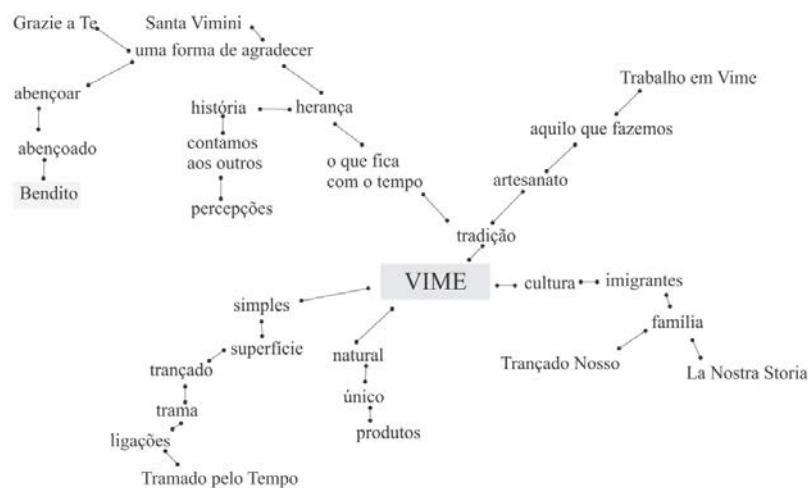 Grazie a Te
Santa Vimini
uma forma de agradecer
Trabalho em Vime
abençoar
história
herança
aquilo que fazemos
abençoado
contamos
aos outros
o que fica
com o tempo
artesanato
Bendito
percepções
tradição
VIME
cultura
imigrantes
simples
família
superfície
natural
Trançado Nosso
La Nostra Storia
trançado
único
trama
produtos
ligações
Tramado pelo Tempo